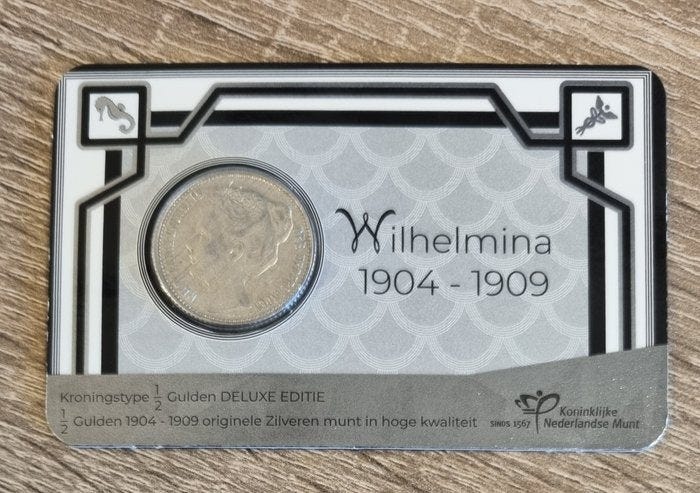 Wilhelmina
1904 - 1909
Kroningstype 1/2 Gulden DELUXE EDITIE
1/2 Gulden 1904 - 1909 originele Zilveren munt in hoge kwaliteit
SINDS 1567
Koninklijke
Nederlandse Munt